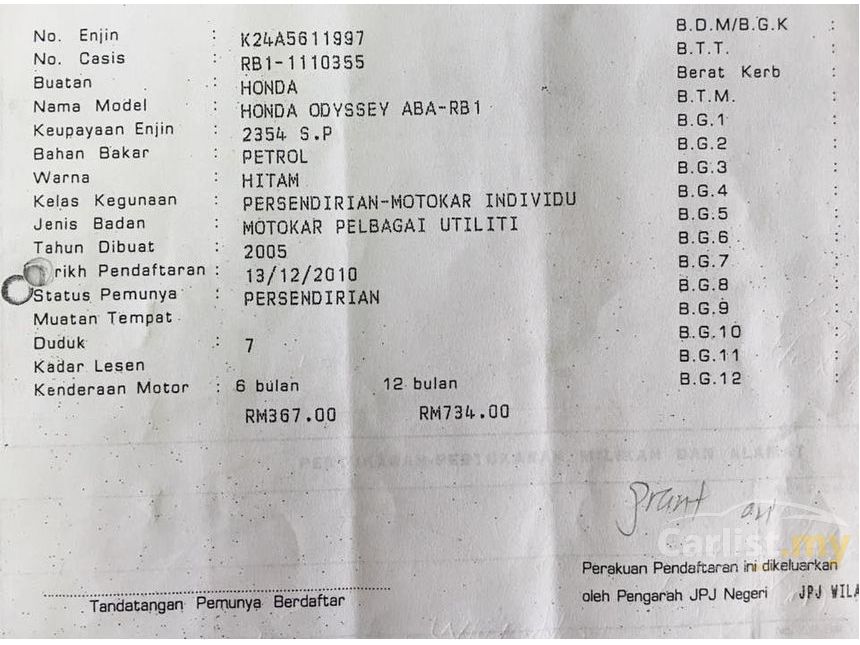 No. Enjin : K24A5611997
No. Casis : RB1-1110355
Buatan : HONDA
Nama Model : HONDA ODYSSEY ABA-RB1
Keupayaan Enjin : 2354 S.P
Bahan Bakar : PETROL
Warna : HITAM
Kelas Kegunaan : PERSENDIRIAN-MOTOKAR INDIVIDU
Jenis Badan : MOTOKAR PELBAGAI UTILITI
Tahun Dibuat : 2005
rikh Pendaftaran : 13/12/2010
Status Pemunya : PERSENDIRIAN
Muatan Tempat
Duduk : 7
Kadar Lesen
Kenderaan Motor : 6 bulan 12 bulan
RM367.00 RM734.00
B.D.M/B.G.K :
B.T.T. :
Berat Kerb :
B.T.M. :
B.G.1 :
B.G.2 :
B.G.3 :
B.G.4 :
B.G.5 :
B.G.6 :
B.G.7 :
B.G.8 :
B.G.9 :
B.G.10 :
B.G.11 :
B.G.12 :
Carlist.my
Perakuan Pendaftaran ini dikeluarkan
oleh Pengarah JPJ Negeri JPJ WILA
Tandatangan Pemunya Berdaftar